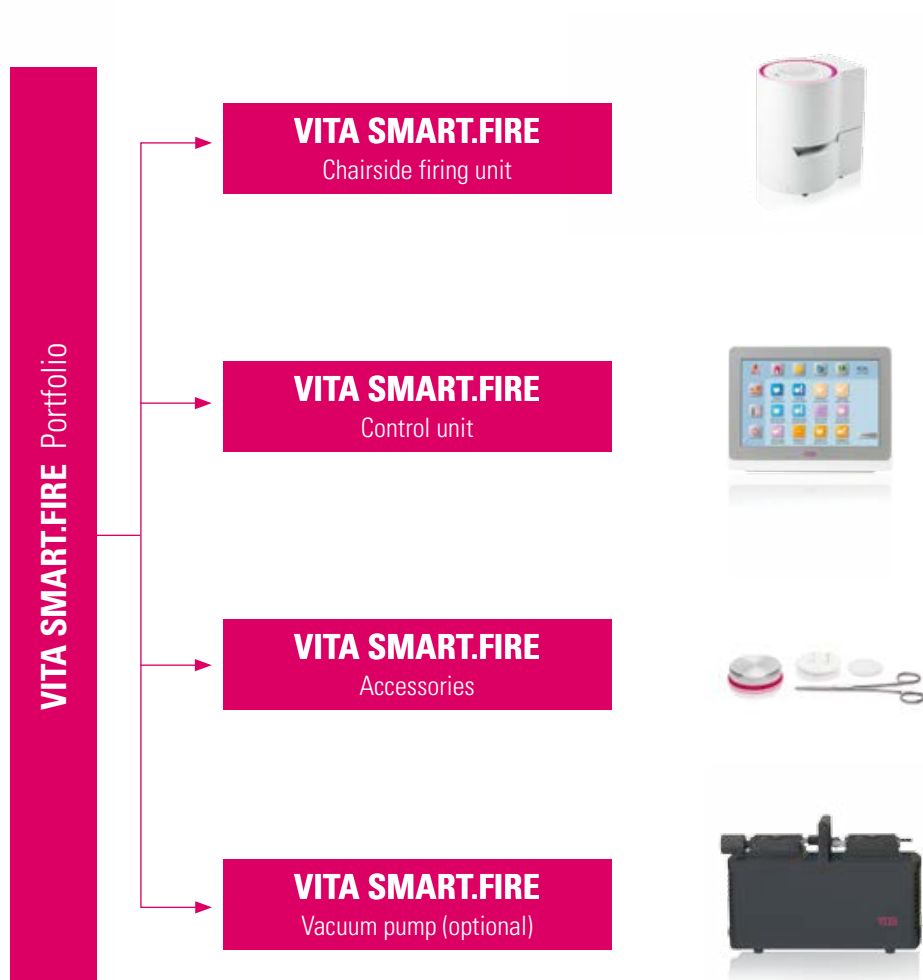 VITA SMART.FIRE Portfolio
VITA SMART.FIRE
Chairside firing unit
VITA SMART.FIRE
Control unit
VITA SMART.FIRE
Accessories
VITA SMART.FIRE
Vacuum pump (optional)
VITA